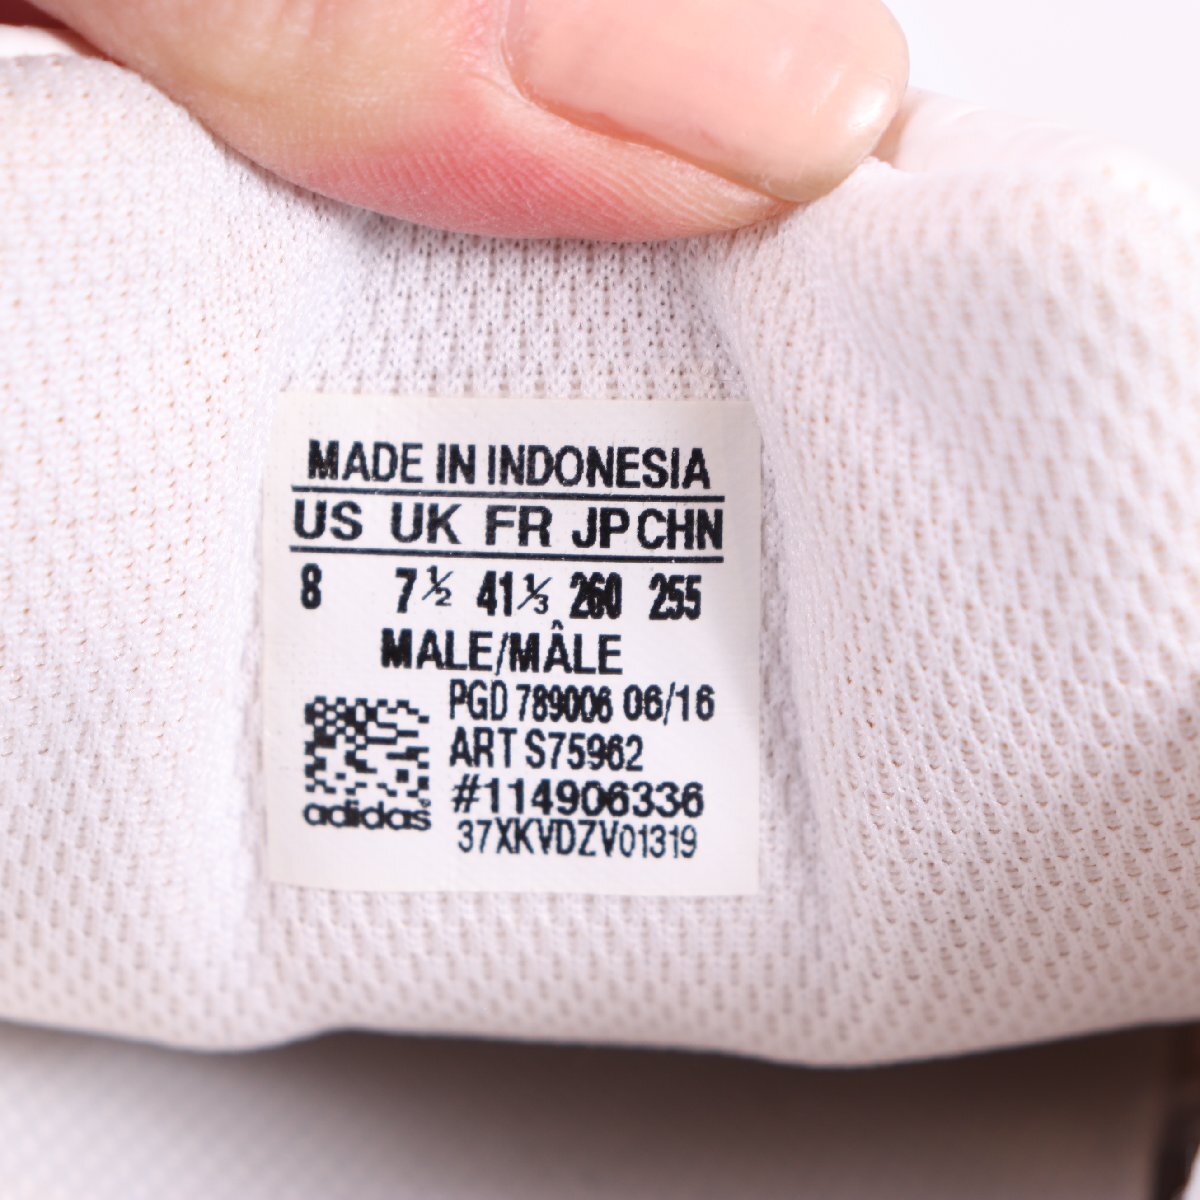 MADE IN INDONESIA
US UK FR JP CHN
8 7½ 41⅓ 260 255
MALE/MÂLE
PGD 789006 06/16
ART S75962
#114906336
adidas
37XKVDZV01319